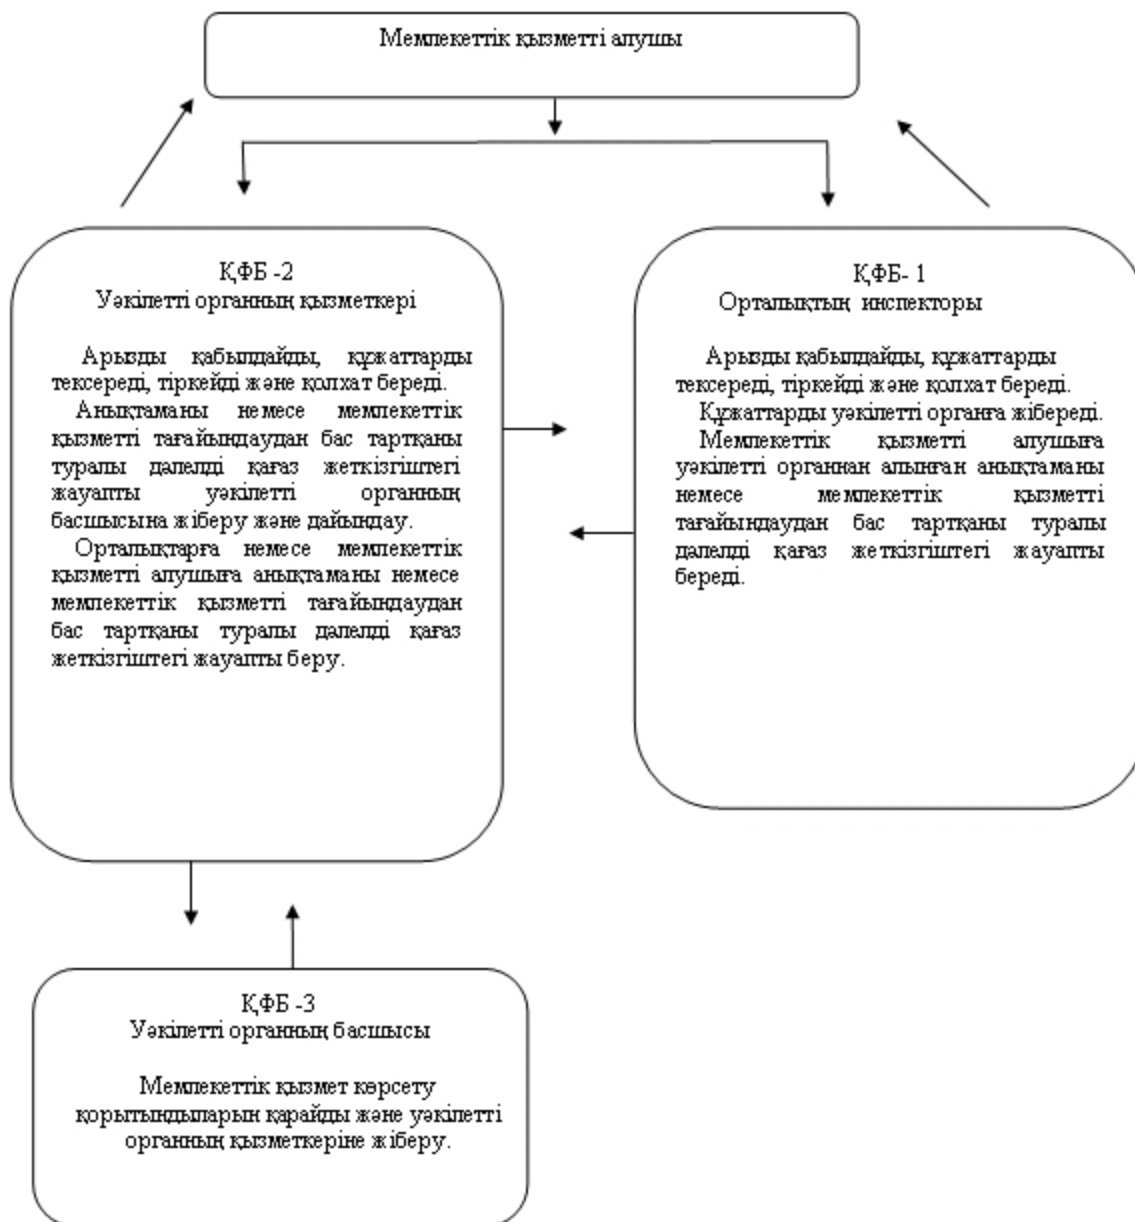 Мемлекеттік қызметті алушы
ҚФБ -2
Уәкілетті органның қызметкері
Арызды қабылдайды, құжаттарды
тексереді, тіркейді және қолхат береді.
Анықтаманы немесе мемлекеттік
қызметті тағайындаудан бас тартқаны
туралы дәлелді қағаз жеткізгіштегі
жауапты уәкілетті органның
басшысына жіберу және дайындау.
Орталықтарға немесе мемлекеттік
қызметті алушыға анықтаманы немесе
мемлекеттік қызметті тағайындаудан
бас тартқаны туралы дәлелді қағаз
жеткізгіштегі жауапты беру.
ҚФБ- 1
Орталықтың инспекторы
Арызды қабылдайды, құжаттарды
тексереді, тіркейді және қолхат береді.
Құжаттарды уәкілетті органға жібереді.
Мемлекеттік қызметті алушыға
уәкілетті органнан алынған анықтаманы
немесе мемлекеттік қызметті
тағайындаудан бас тартқаны туралы
дәлелді қағаз жеткізгіштегі жауапты
береді.
ҚФБ -3
Уәкілетті органның басшысы
Мемлекеттік қызмет көрсету
қорытындыларын қарайды және уәкілетті
органның қызметкеріне жіберу.